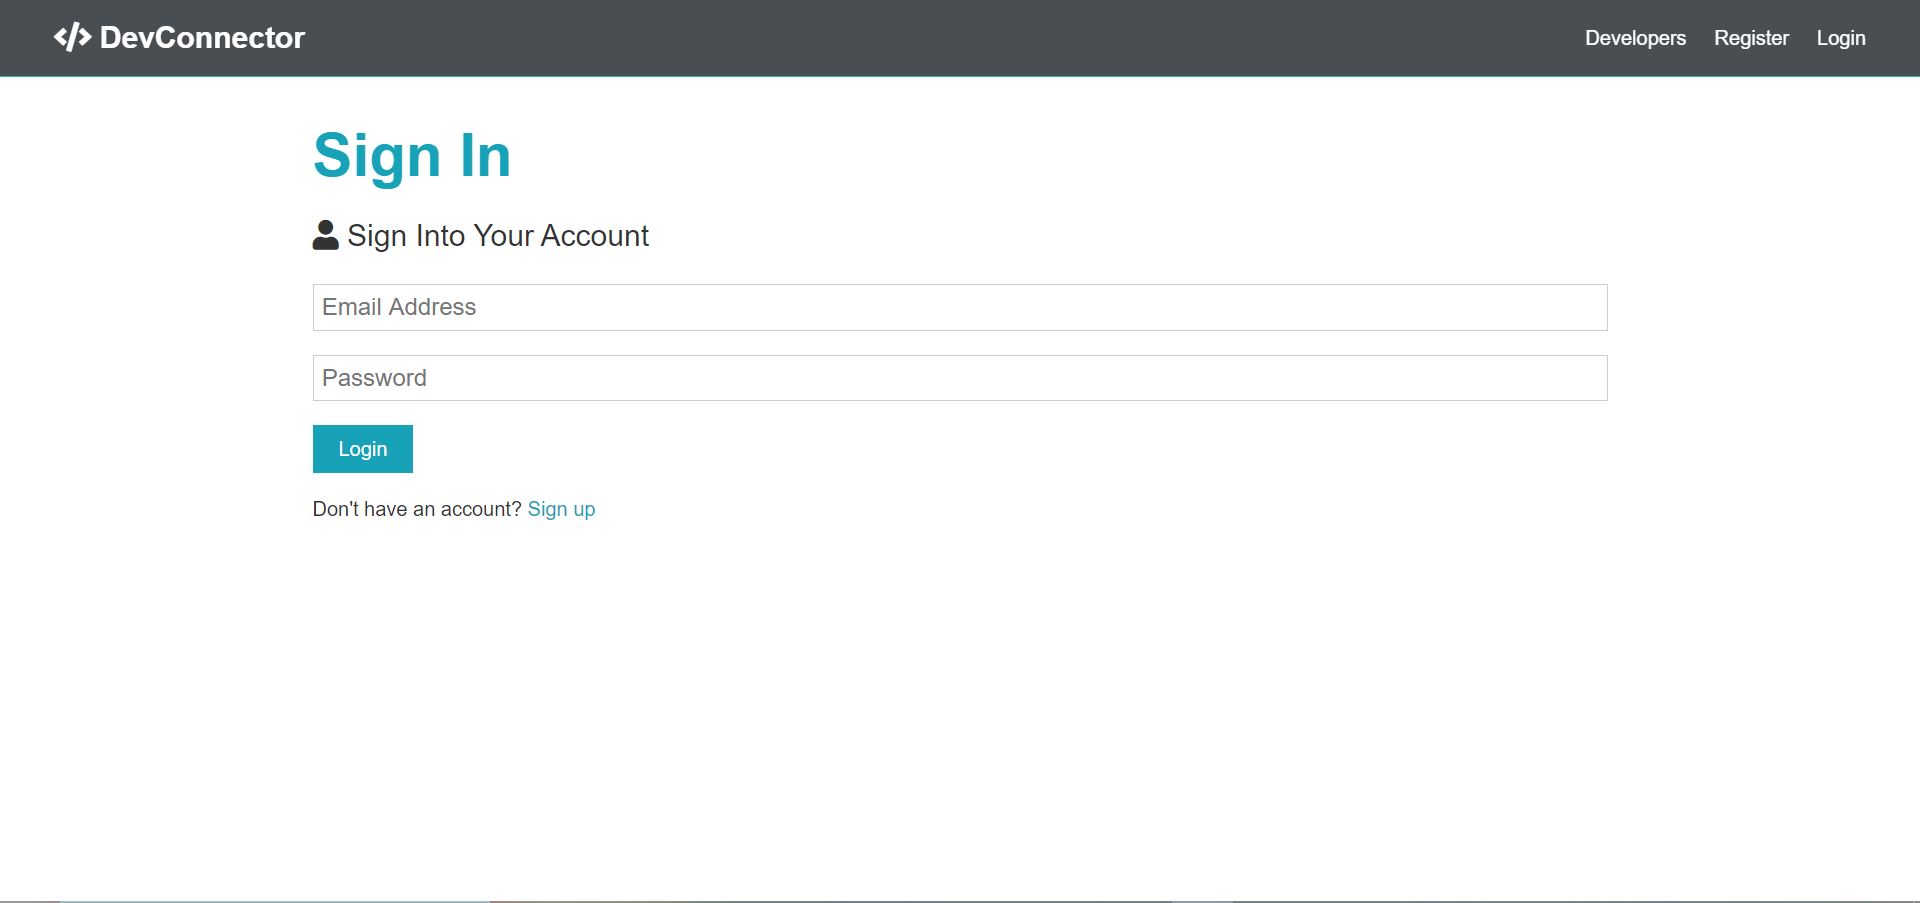 </> DevConnector Developers Register Login
Sign In
Sign Into Your Account
Email Address
Password
Login
Don't have an account? Sign up